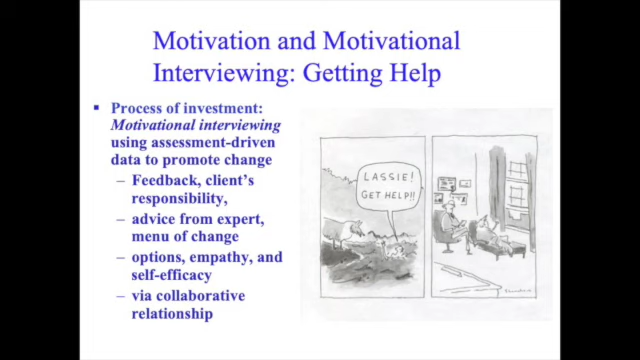 Motivation and Motivational
Interviewing: Getting Help
Process of investment:
Motivational interviewing
using assessment-driven
data to promote change
– Feedback, client's
responsibility,
– advice from expert,
menu of change
– options, empathy, and
self-efficacy
– via collaborative
relationship
LASSIE!
GET HELP!!